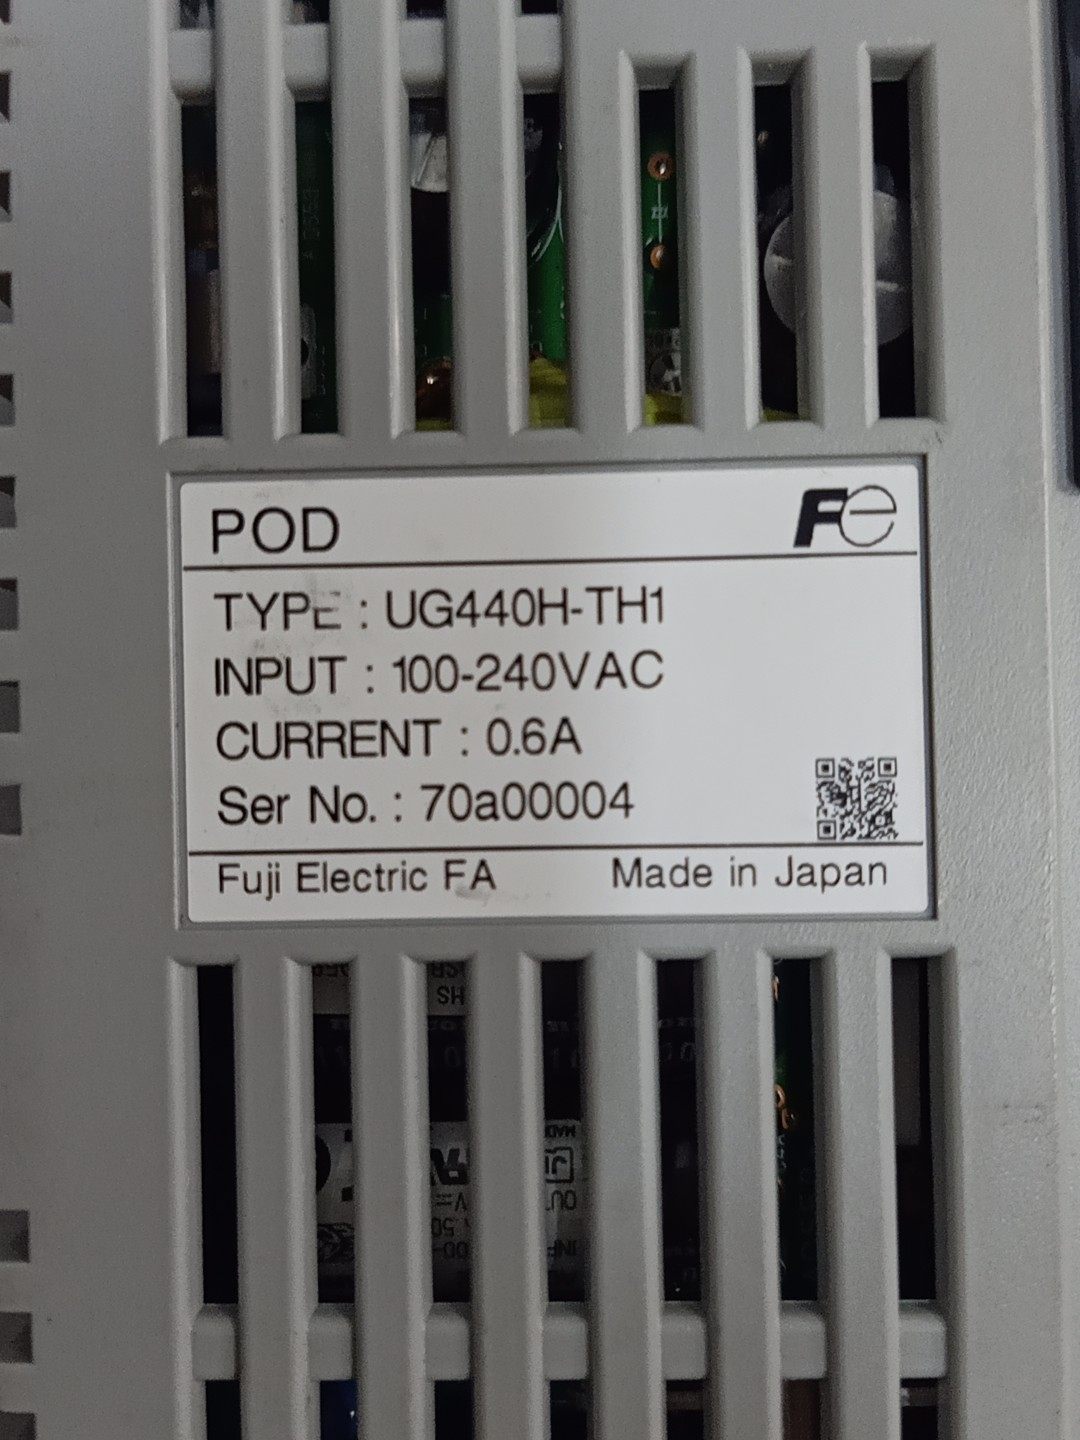 POD
Fe
TYPE : UG440H-TH1
INPUT : 100-240VAC
CURRENT : 0.6A
Ser No. : 70a00004
Fuji Electric FA Made in Japan
HS